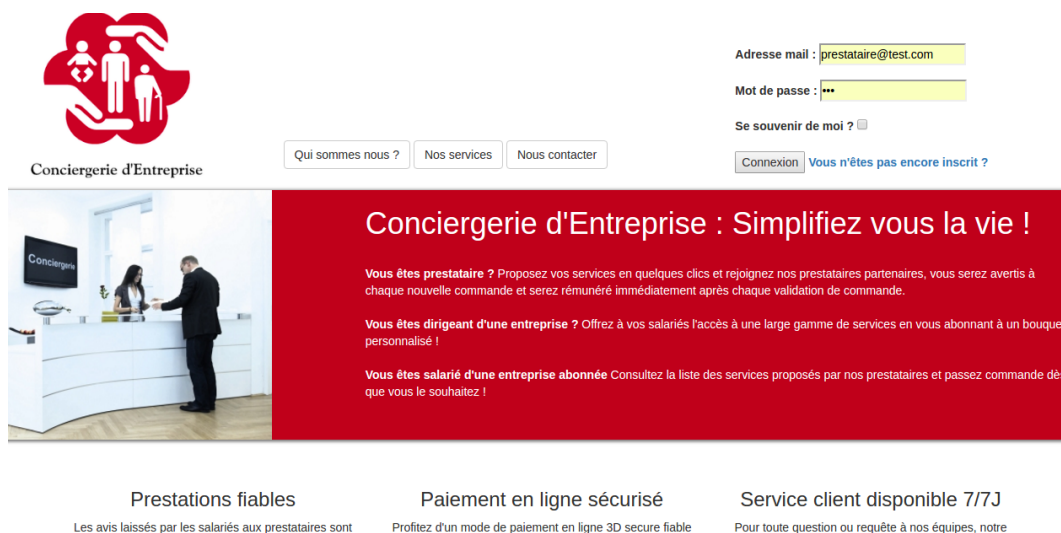 Conciergerie d'Entreprise
Qui sommes nous ?
Nos services
Nous contacter
Adresse mail : prestataire@test.com
Mot de passe : •••
Se souvenir de moi ?
Connexion Vous n'êtes pas encore inscrit ?
Conciergerie
Conciergerie d'Entreprise : Simplifiez vous la vie !
Vous êtes prestataire ? Proposez vos services en quelques clics et rejoignez nos prestataires partenaires, vous serez avertis à
chaque nouvelle commande et serez rémunéré immédiatement après chaque validation de commande.
Vous êtes dirigeant d'une entreprise ? Offrez à vos salariés l'accès à une large gamme de services en vous abonnant à un bouque
personnalisé !
Vous êtes salarié d'une entreprise abonnée Consultez la liste des services proposés par nos prestataires et passez commande dès
que vous le souhaitez !
Prestations fiables
Les avis laissés par les salariés aux prestataires sont
Paiement en ligne sécurisé
Profitez d'un mode de paiement en ligne 3D secure fiable
Service client disponible 7/7J
Pour toute question ou requête à nos équipes, notre